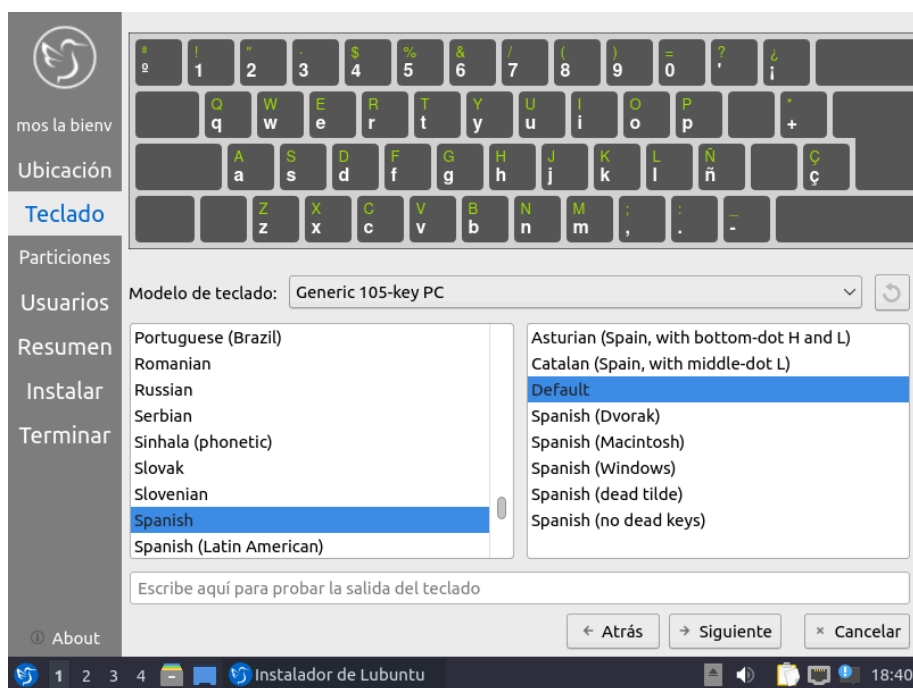 ª ! " · $ % & / ( ) = ? ¿
º 1 2 3 4 5 6 7 8 9 0 ' ¡
Q W E R T Y U I O P *
q w e r t y u i o p +
A S D F G H J K L Ñ Ç
a s d f g h j k l ñ ç
Z X C V B N M ; : _
z x c v b n m , . -
mos la bienv
Ubicación
Teclado
Particiones
Usuarios
Resumen
Instalar
Terminar
About
Modelo de teclado: Generic 105-key PC
Portuguese (Brazil)
Romanian
Russian
Serbian
Sinhala (phonetic)
Slovak
Slovenian
Spanish
Spanish (Latin American)
Asturian (Spain, with bottom-dot H and L)
Catalan (Spain, with middle-dot L)
Default
Spanish (Dvorak)
Spanish (Macintosh)
Spanish (Windows)
Spanish (dead tilde)
Spanish (no dead keys)
Escribe aquí para probar la salida del teclado
← Atrás → Siguiente × Cancelar
1 2 3 4 Instalador de Lubuntu 18:40